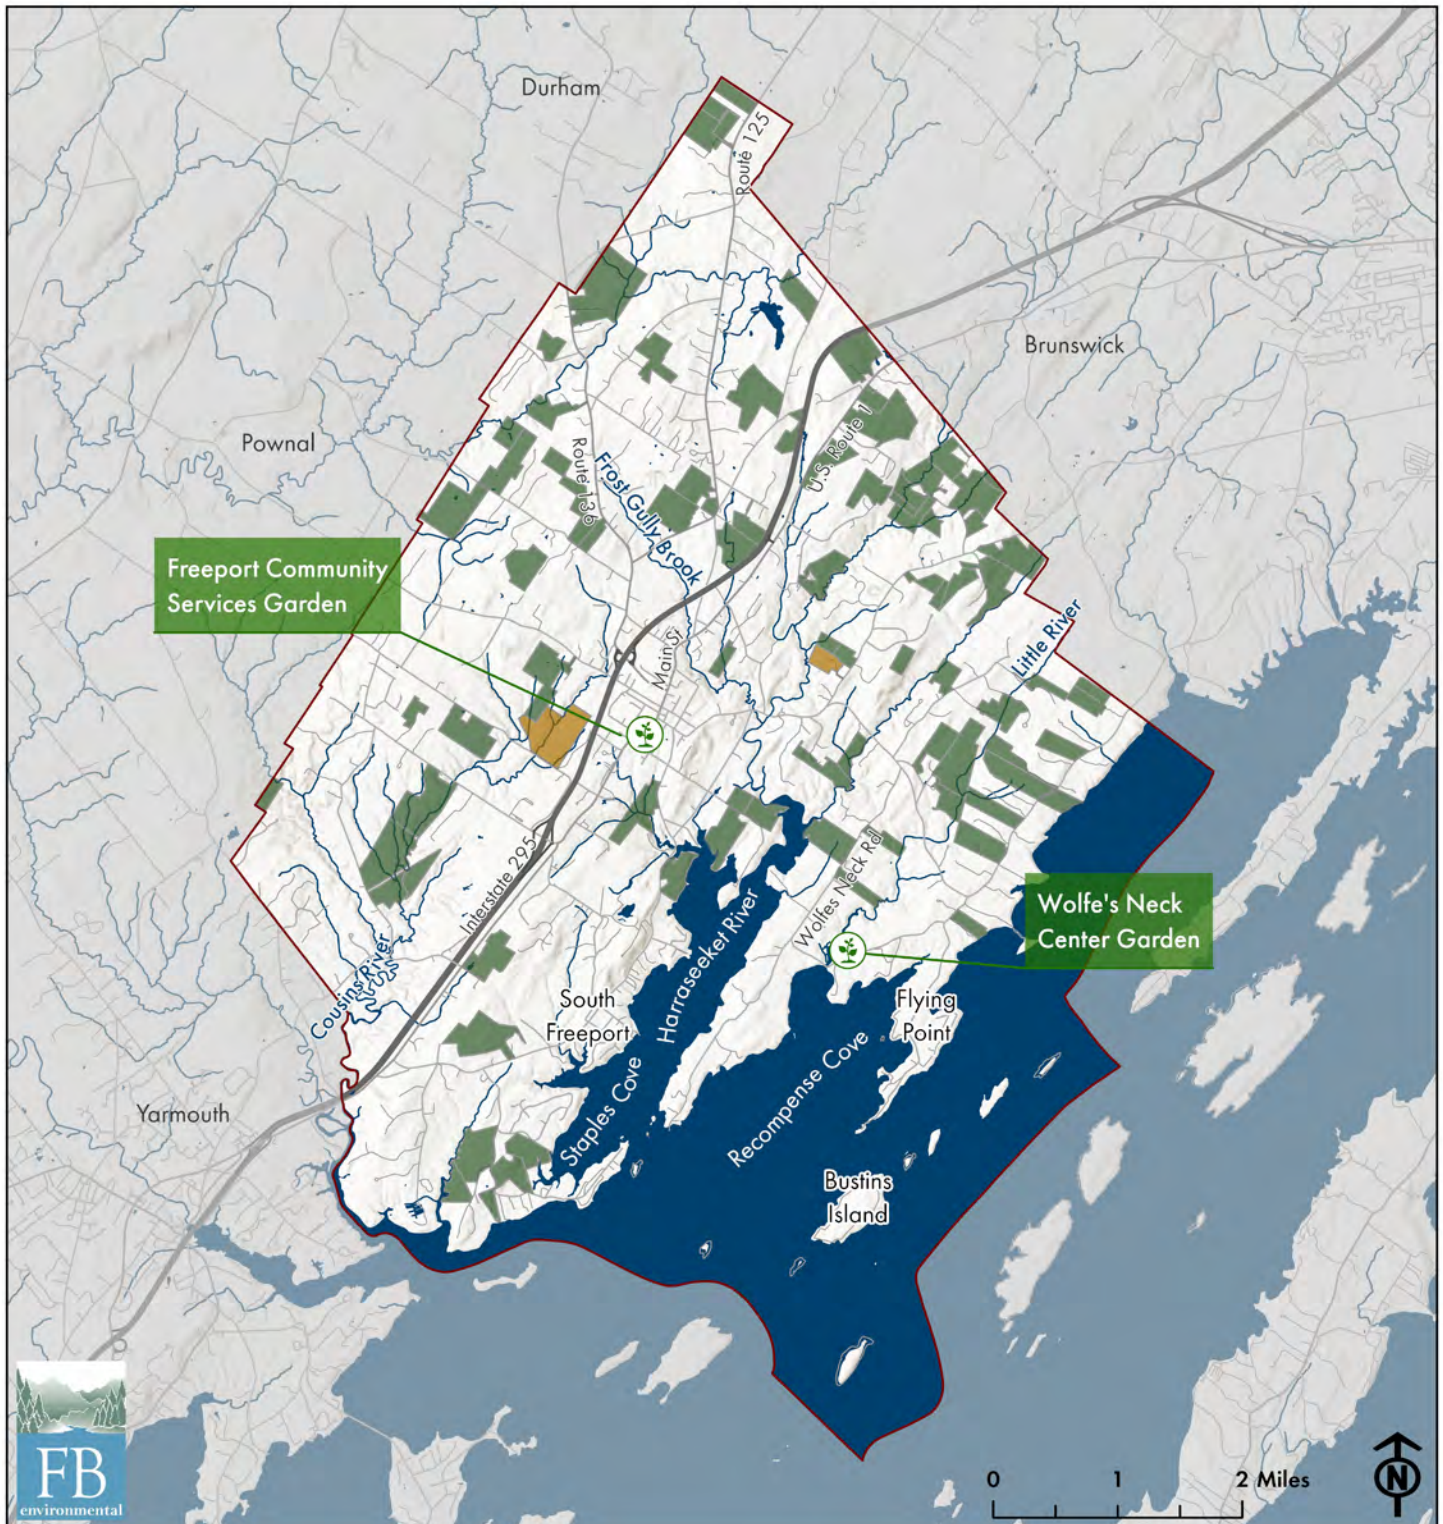 Durham
Route 125
Brunswick
Pownal
U.S. Route 1
Route 136
Frost Gully Brook
Freeport Community
Services Garden
Little River
Main St
Interstate 295
Wolfes Neck Rd
Wolfe's Neck
Center Garden
Cousins River
Harraseeket River
South
Freeport
Flying
Point
Staples Cove
Recompense Cove
Yarmouth
Bustins
Island
FB
environmental
0 1 2 Miles
N